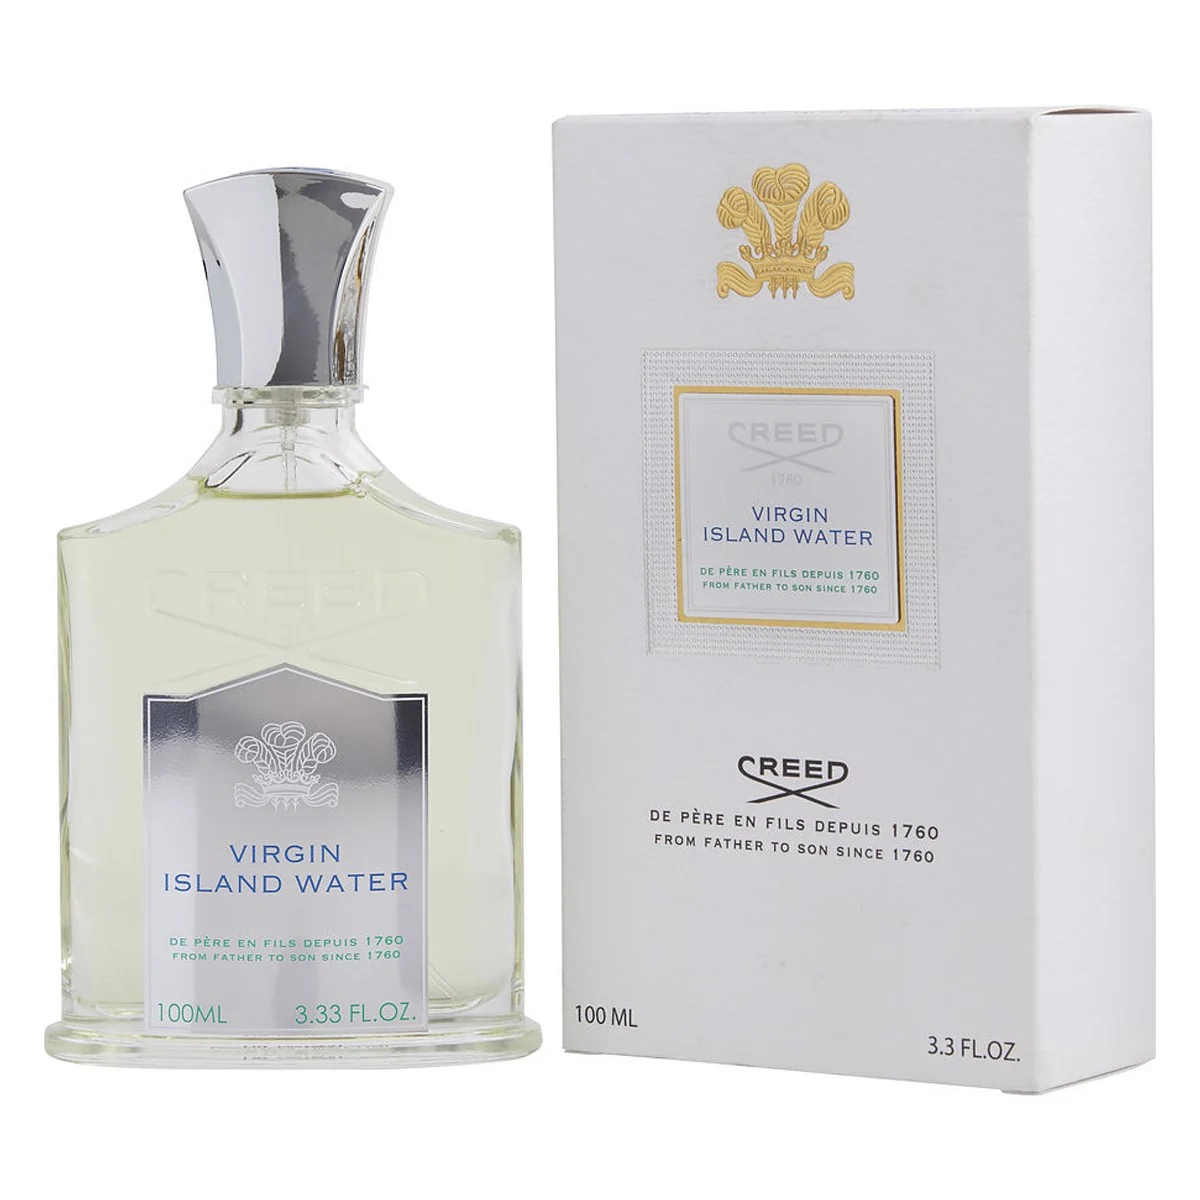 CREED
VIRGIN
ISLAND WATER
DE PÈRE EN FILS DEPUIS 1760
FROM FATHER TO SON SINCE 1760
100ML 3.33 FL.OZ.
CREED
1760
VIRGIN
ISLAND WATER
DE PÈRE EN FILS DEPUIS 1760
FROM FATHER TO SON SINCE 1760
CREED
DE PÈRE EN FILS DEPUIS 1760
FROM FATHER TO SON SINCE 1760
100 ML
3.3 FL.OZ.